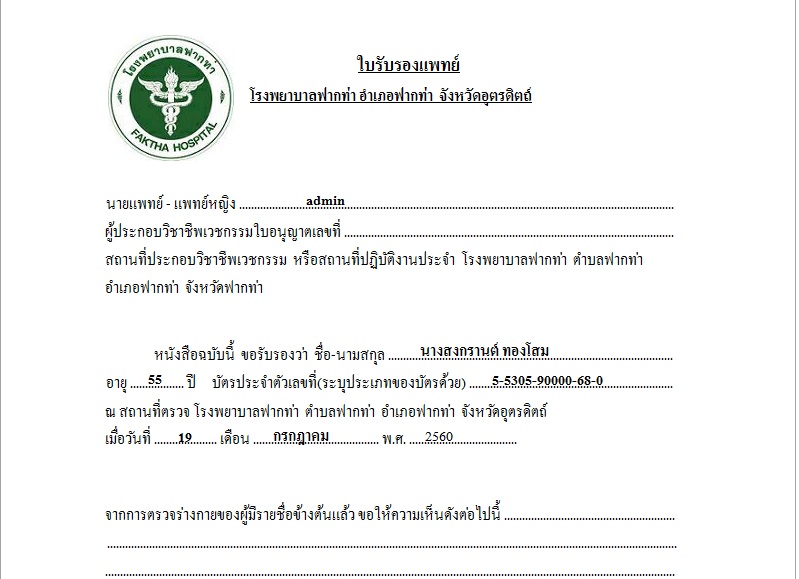 โรงพยาบาลฟากท่า
FAKTHA HOSPITAL
ใบรับรองแพทย์
โรงพยาบาลฟากท่า อำเภอฟากท่า จังหวัดอุตรดิตถ์
นายแพทย์ - แพทย์หญิง ............ admin ............
ผู้ประกอบวิชาชีพเวชกรรมใบอนุญาตเลขที่ ............
สถานที่ประกอบวิชาชีพเวชกรรม หรือสถานที่ปฏิบัติงานประจำ โรงพยาบาลฟากท่า ตำบลฟากท่า
อำเภอฟากท่า จังหวัดฟากท่า
หนังสือฉบับนี้ ขอรับรองว่า ชื่อ-นามสกุล ............ นางสงกรานต์ ทองโสม ............
อายุ ...... 55 ...... ปี บัตรประจำตัวเลขที่(ระบุประเภทของบัตรด้วย) ...... 5-5305-90000-68-0 ............
ณ สถานที่ตรวจ โรงพยาบาลฟากท่า ตำบลฟากท่า อำเภอฟากท่า จังหวัดอุตรดิตถ์
เมื่อวันที่ ...... 19 ...... เดือน ...... กรกฎาคม ............ พ.ศ. ...... 2560 ............
จากการตรวจร่างกายของผู้มีรายชื่อข้างต้นแล้ว ขอให้ความเห็นดังต่อไปนี้ ............